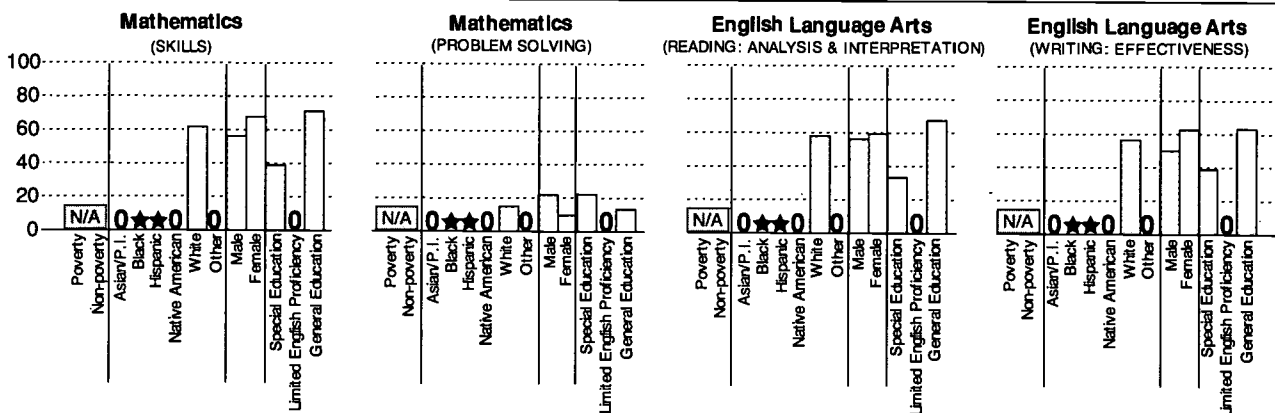 Mathematics
(SKILLS)
100
80
60
40
20
0
N/A
0
0
0
0
Poverty
Non-poverty
Asian/P.I.
Black
Hispanic
Native American
White
Other
Male
Female
Special Education
Limited English Proficiency
General Education
Mathematics
(PROBLEM SOLVING)
N/A
0
0
0
0
Poverty
Non-poverty
Asian/P.I.
Black
Hispanic
Native American
White
Other
Male
Female
Special Education
Limited English Proficiency
General Education
English Language Arts
(READING: ANALYSIS & INTERPRETATION)
N/A
0
0
0
0
Poverty
Non-poverty
Asian/P.I.
Black
Hispanic
Native American
White
Other
Male
Female
Special Education
Limited English Proficiency
General Education
English Language Arts
(WRITING: EFFECTIVENESS)
N/A
0
0
0
0
Poverty
Non-poverty
Asian/P.I.
Black
Hispanic
Native American
White
Other
Male
Female
Special Education
Limited English Proficiency
General Education